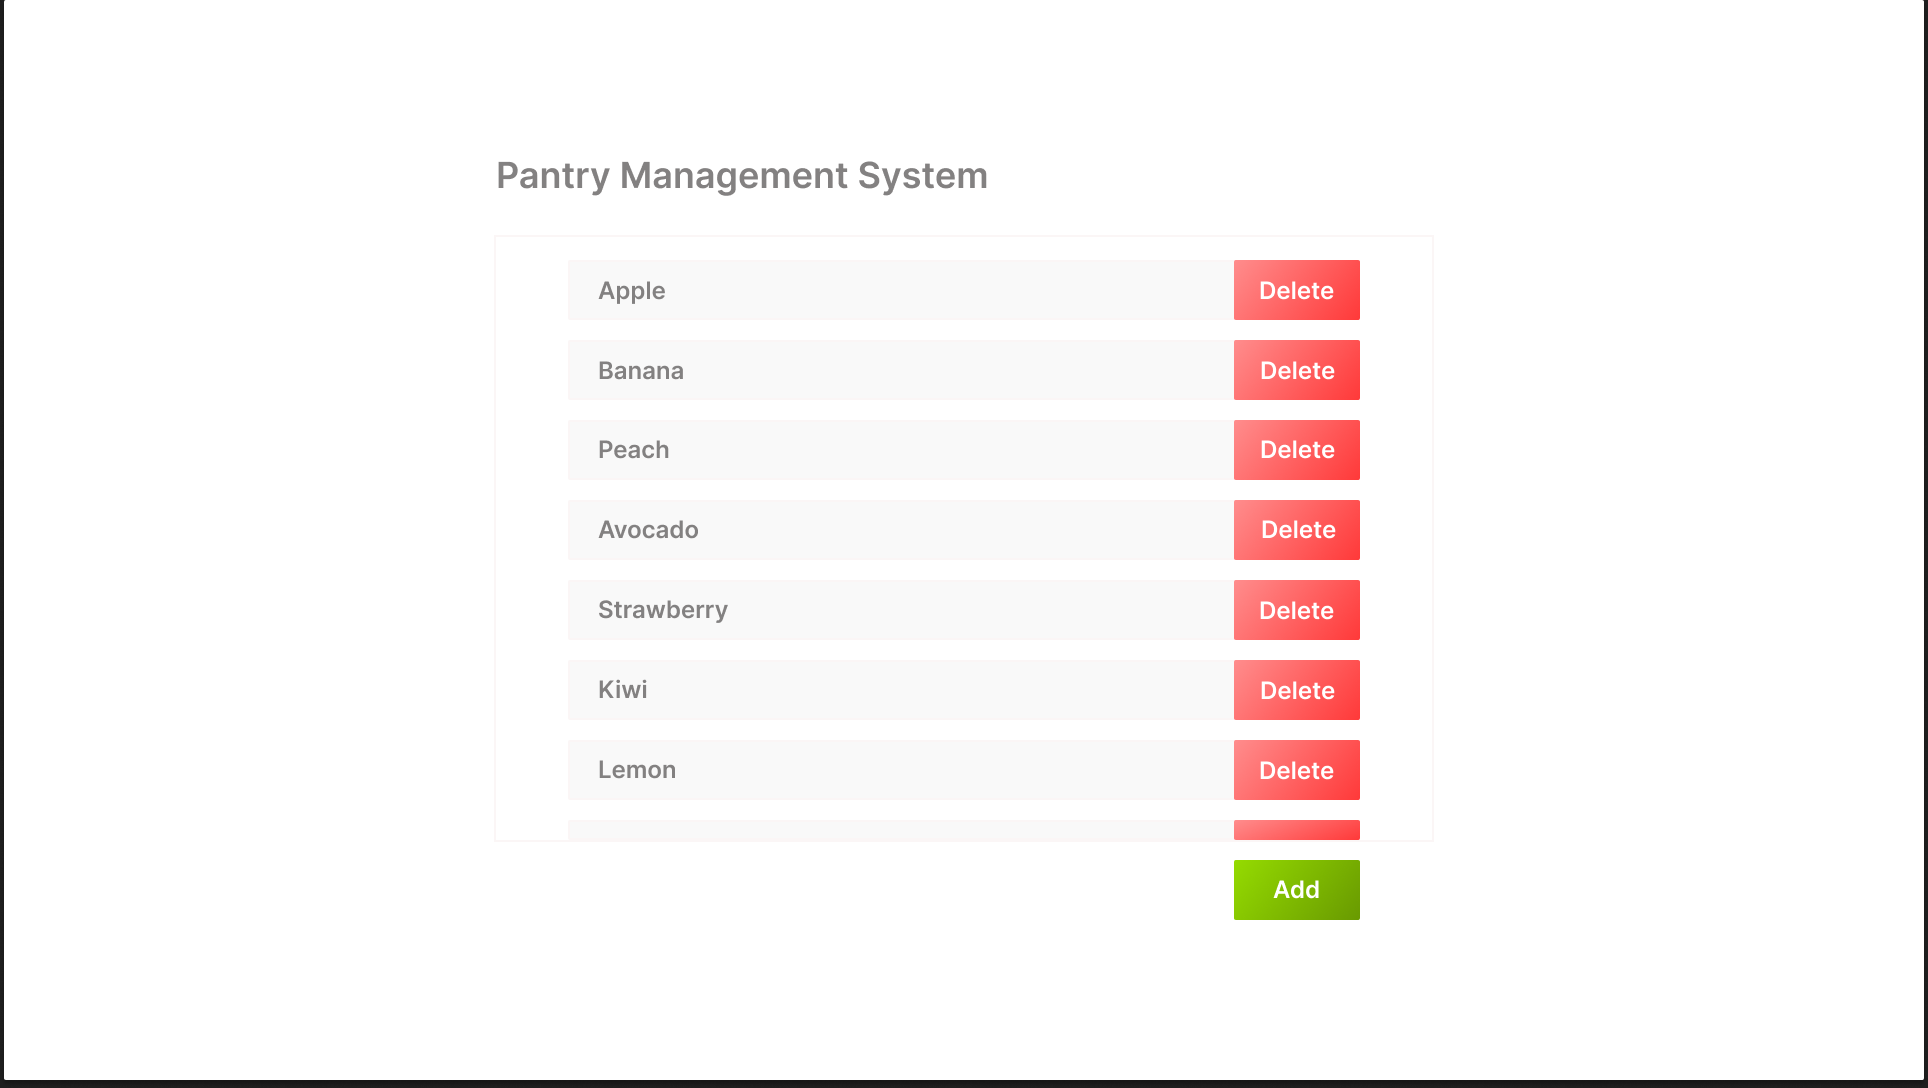 Pantry Management System
Apple Delete
Banana Delete
Peach Delete
Avocado Delete
Strawberry Delete
Kiwi Delete
Lemon Delete
Add